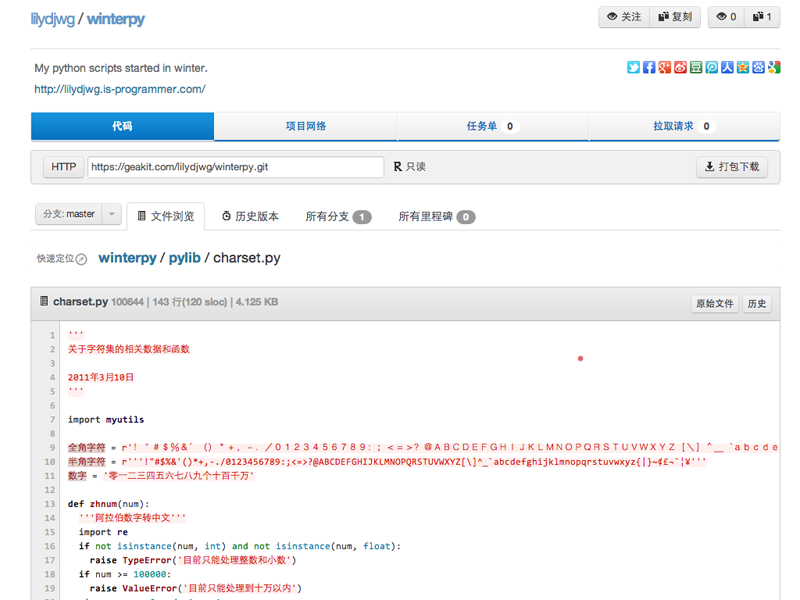 lilydjwg / winterpy
关注 复刻 0 1
My python scripts started in winter.
http://lilydjwg.is-programmer.com/
代码 项目网络 任务单 0 拉取请求 0
HTTP https://geakit.com/lilydjwg/winterpy.git R 只读 打包下载
分支: master 文件浏览 历史版本 所有分支 1 所有里程碑 0
快速定位 winterpy / pylib / charset.py
charset.py 100644 | 143 行(120 sloc) | 4.125 KB 原始文件 历史
1 '''
2 关于字符集的相关数据和函数
3
4 2011年3月10日
5 '''
6
7 import myutils
8
9 全角字符 = r'！＂＃＄％＆＇（）＊＋，－．／０１２３４５６７８９：；＜＝＞？＠ＡＢＣＤＥＦＧＨＩＪＫＬＭＮＯＰＱＲＳＴＵＶＷＸＹＺ［＼］＾＿｀ａｂｃｄｅ
10 半角字符 = r'''!"#$%&'()*+,-./0123456789:;<=>?@ABCDEFGHIJKLMNOPQRSTUVWXYZ[\]^_`abcdefghijklmnopqrstuvwxyz{|}~¢£¬¯¦¥'''
11 数字 = '零一二三四五六七八九个十百千万'
12
13 def zhnum(num):
14 '''阿拉伯数字转中文'''
15 import re
16 if not isinstance(num, int) and not isinstance(num, float):
17 raise TypeError('目前只能处理整数和小数')
18 if num >= 100000:
19 raise ValueError('目前只能处理到十万以内')